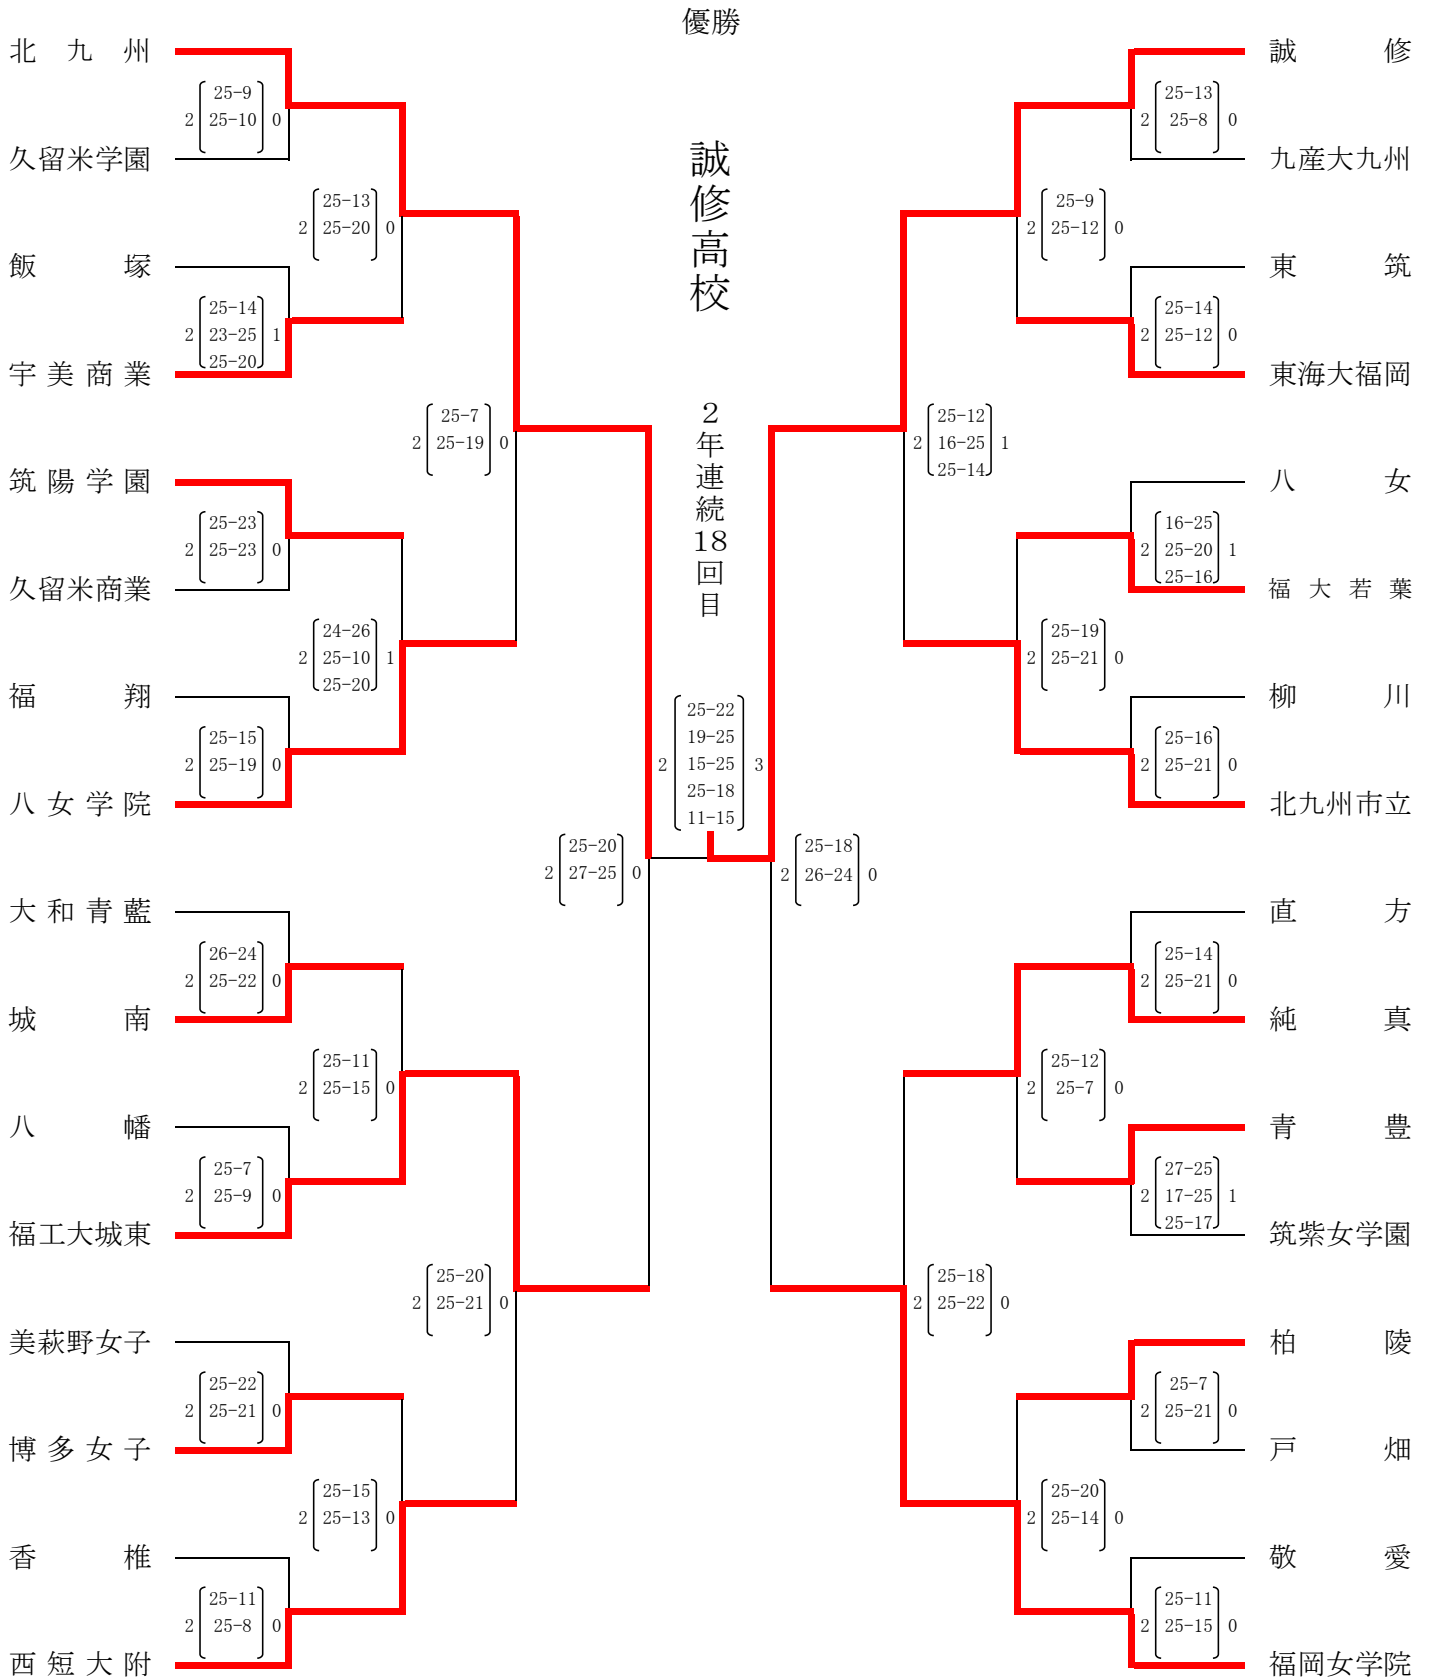 優勝
誠修高校
2年連続18回目
北九州
2 25-9 25-10 0
久留米学園
2 25-13 25-20 0
飯塚
2 25-14 23-25 25-20 1
宇美商業
2 25-7 25-19 0
筑陽学園
2 25-23 25-23 0
久留米商業
2 24-26 25-10 25-20 1
福翔
2 25-15 25-19 0
八女学院
2 25-20 27-25 0
大和青藍
2 26-24 25-22 0
城南
2 25-11 25-15 0
八幡
2 25-7 25-9 0
福工大城東
2 25-20 25-21 0
美萩野女子
2 25-22 25-21 0
博多女子
2 25-15 25-13 0
香椎
2 25-11 25-8 0
西短大附
2 25-22 19-25 15-25 25-18 11-15 3
誠修
2 25-13 25-8 0
九産大九州
2 25-9 25-12 0
東筑
2 25-14 25-12 0
東海大福岡
2 25-12 16-25 25-14 1
八女
2 16-25 25-20 25-16 1
福大若葉
2 25-19 25-21 0
柳川
2 25-16 25-21 0
北九州市立
2 25-18 26-24 0
直方
2 25-14 25-21 0
純真
2 25-12 25-7 0
青豊
2 27-25 17-25 25-17 1
筑紫女学園
2 25-18 25-22 0
柏陵
2 25-7 25-21 0
戸畑
2 25-20 25-14 0
敬愛
2 25-11 25-15 0
福岡女学院